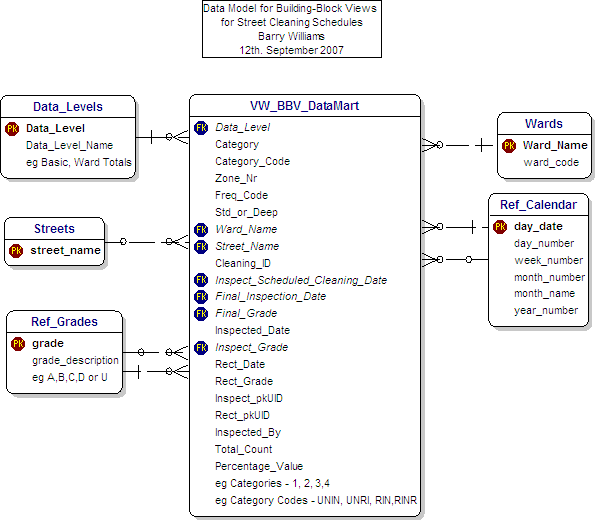 Data Model for Building-Block Views
for Street Cleaning Schedules
Barry Williams
12th. September 2007
Data_Levels
Pk Data_Level
Data_Level_Name
eg Basic, Ward Totals
Streets
Pk street_name
Ref_Grades
Pk grade
grade_description
eg A,B,C,D or U
VW_BBV_DataMart
Fk Data_Level
Category
Category_Code
Zone_Nr
Freq_Code
Std_or_Deep
Fk Ward_Name
Fk Street_Name
Cleaning_ID
Fk Inspect_Scheduled_Cleaning_Date
Fk Final_Inspection_Date
Fk Final_Grade
Inspected_Date
Fk Inspect_Grade
Rect_Date
Rect_Grade
Inspect_pkUID
Rect_pkUID
Inspected_By
Total_Count
Percentage_Value
eg Categories - 1, 2, 3,4
eg Category Codes - UNIN, UNRI, RIN,RINR
Wards
Pk Ward_Name
ward_code
Ref_Calendar
Pk day_date
day_number
week_number
month_number
month_name
year_number